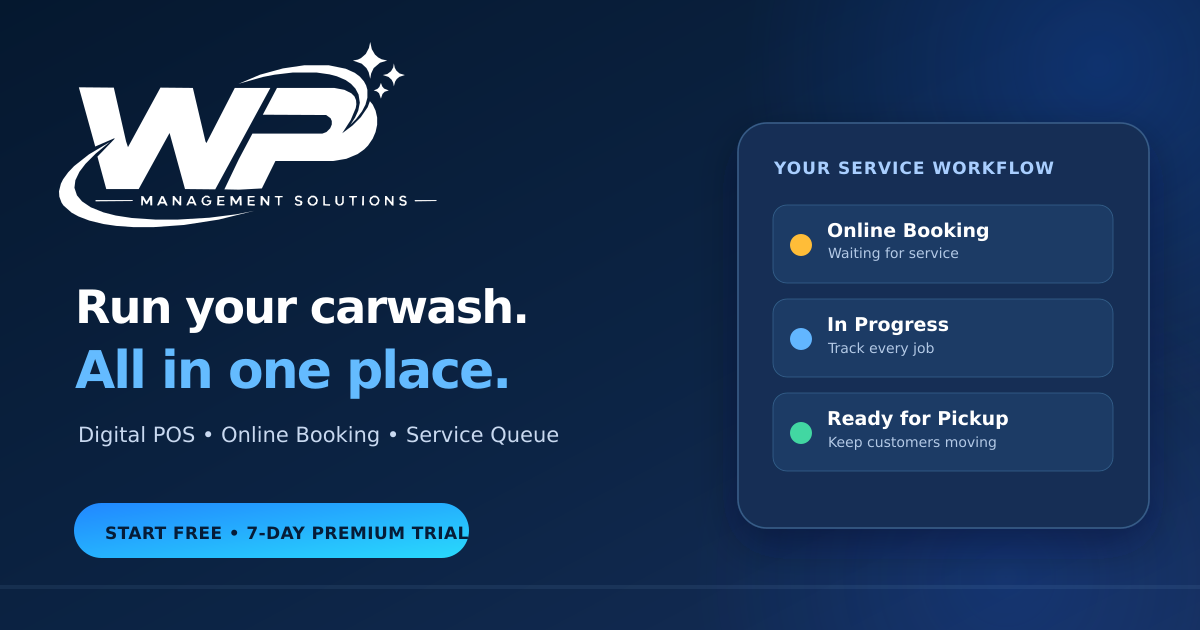 WP
MANAGEMENT SOLUTIONS
Run your carwash.
All in one place.
Digital POS • Online Booking • Service Queue
START FREE • 7-DAY PREMIUM TRIAL
YOUR SERVICE WORKFLOW
Online Booking
Waiting for service
In Progress
Track every job
Ready for Pickup
Keep customers moving